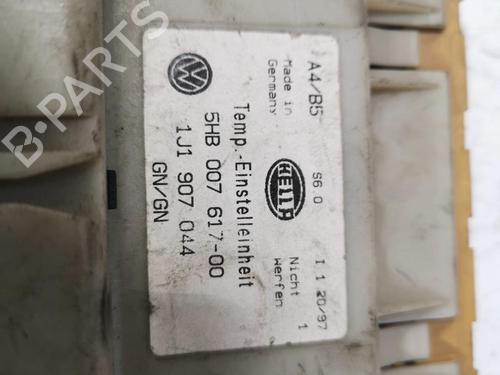 A4/B5
Made in
Germany
S6.0
HELLA
I 1 20/97
Nicht
werfen
1
Temp.-Einstelleinheit
5HB 007 617-00
1J1 907 044
GN/GN
B-PARTS